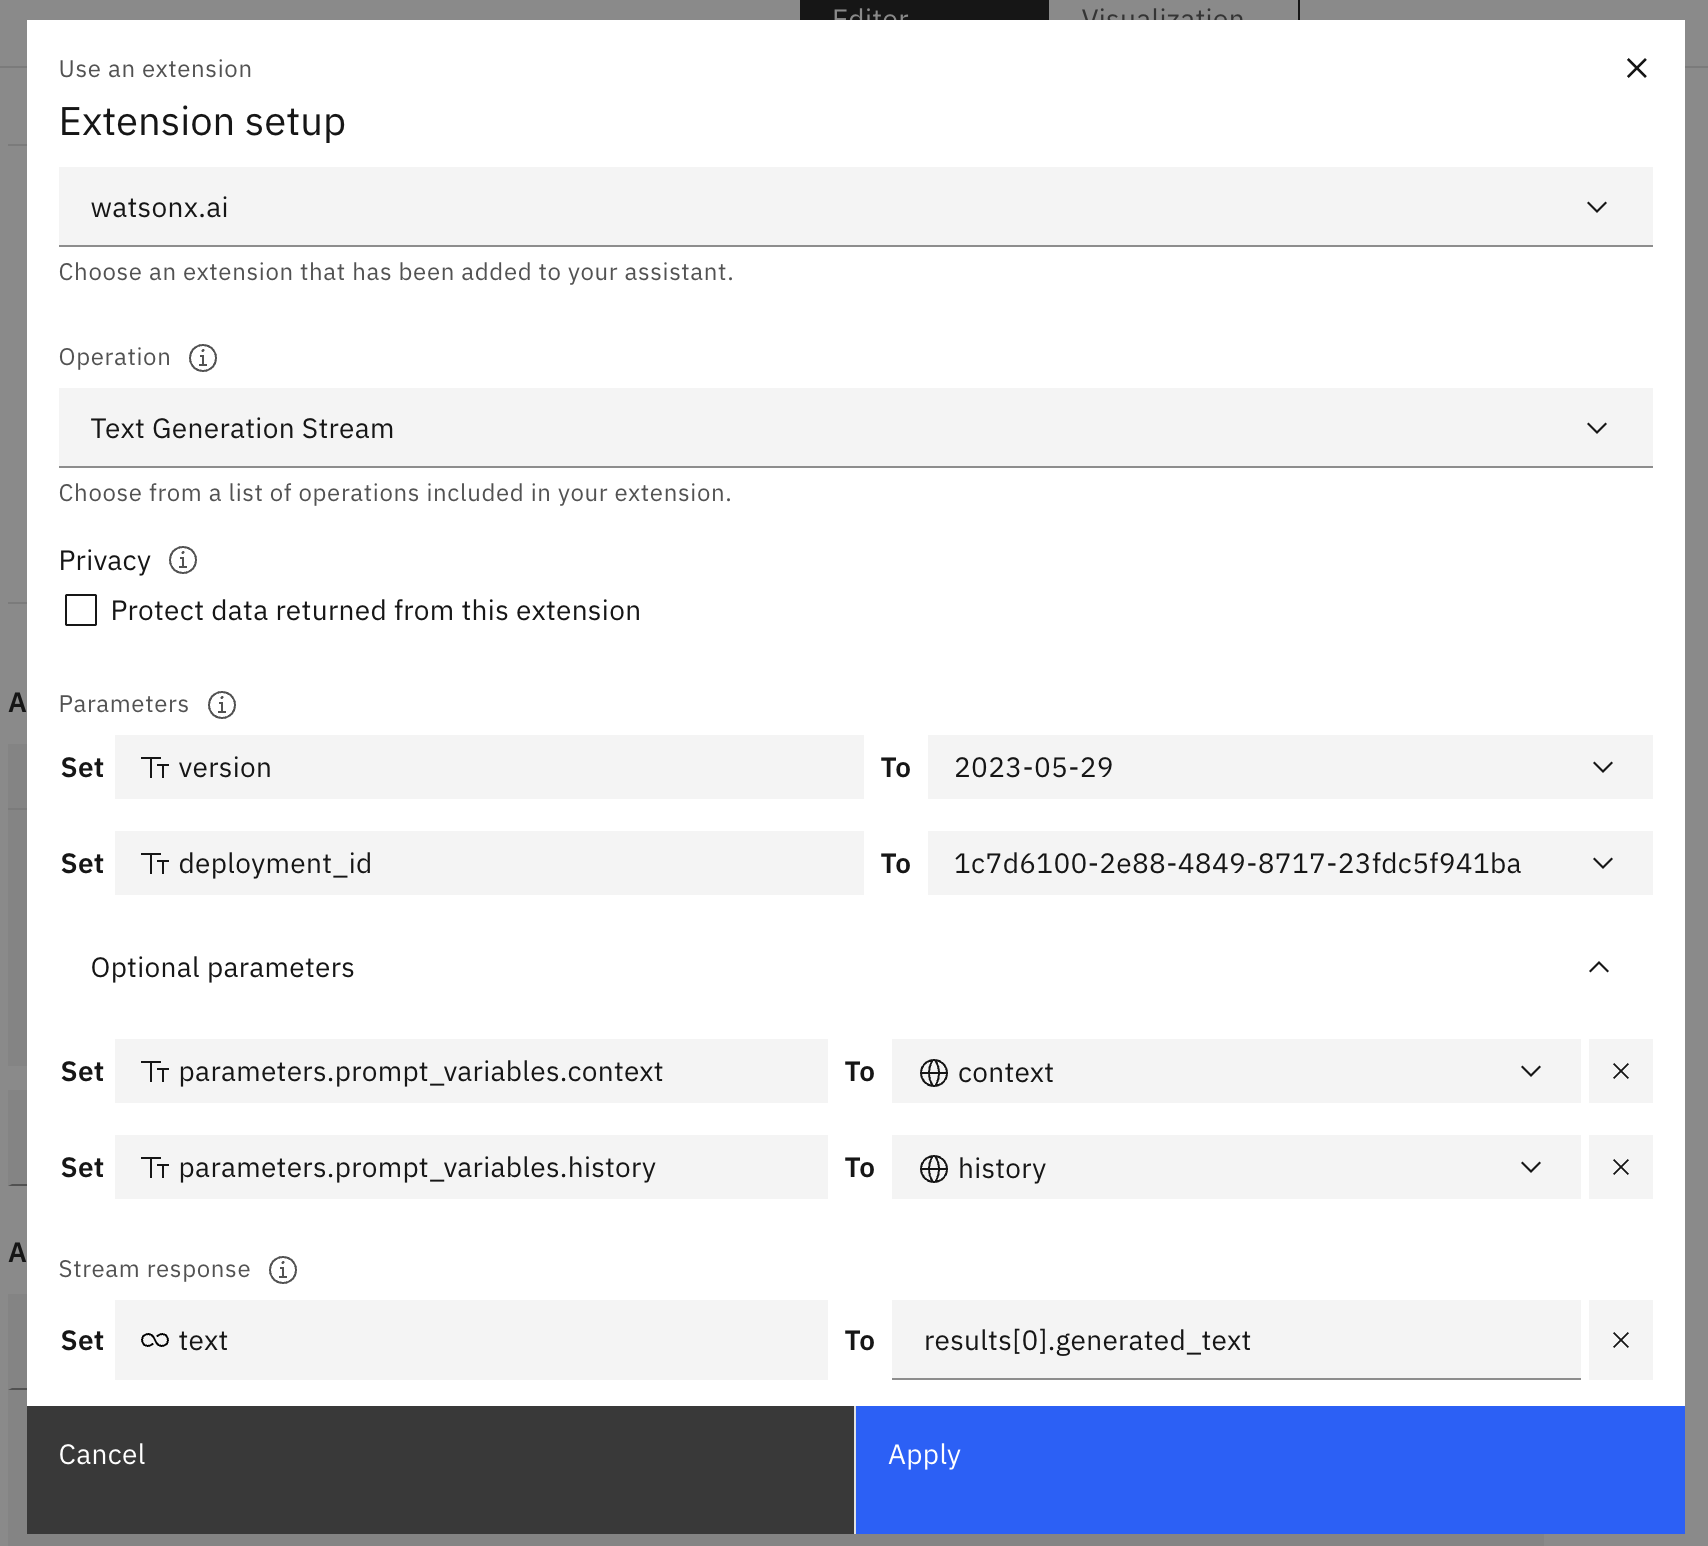 Editor Visualization
Use an extension
Extension setup
watsonx.ai
Choose an extension that has been added to your assistant.
Operation
Text Generation Stream
Choose from a list of operations included in your extension.
Privacy
Protect data returned from this extension
A
Parameters
Set version To 2023-05-29
Set deployment_id To 1c7d6100-2e88-4849-8717-23fdc5f941ba
Optional parameters
Set parameters.prompt_variables.context To context
Set parameters.prompt_variables.history To history
A
Stream response
Set text To results[0].generated_text
Cancel Apply